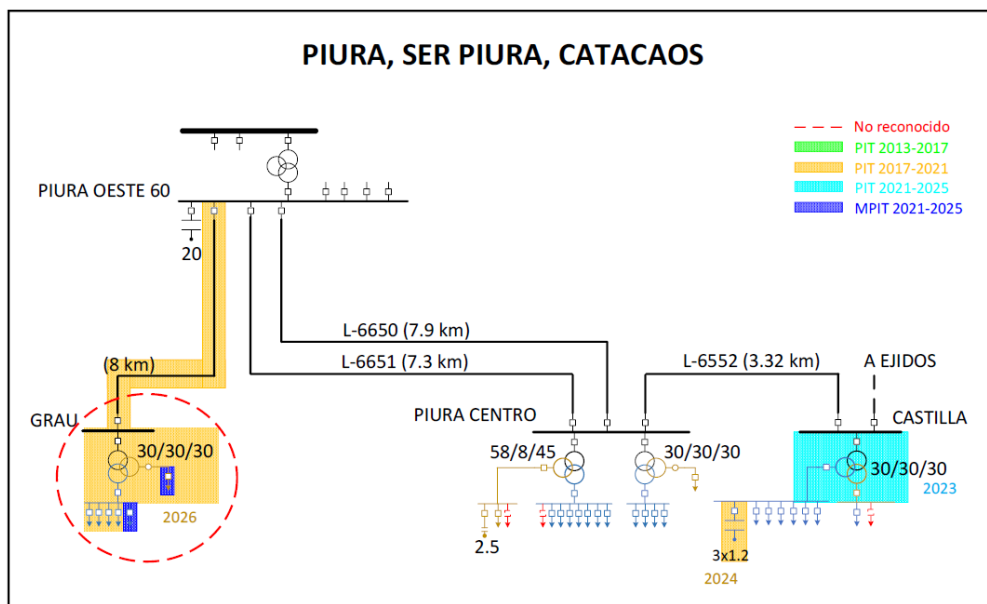 PIURA, SER PIURA, CATACAOS
No reconocido
PIT 2013-2017
PIT 2017-2021
PIT 2021-2025
MPIT 2021-2025
PIURA OESTE 60
20
L-6650 (7.9 km)
(8 km)
L-6651 (7.3 km)
L-6552 (3.32 km)
A EJIDOS
GRAU
PIURA CENTRO
CASTILLA
30/30/30
58/8/45
30/30/30
30/30/30
2023
2026
2.5
3x1.2
2024